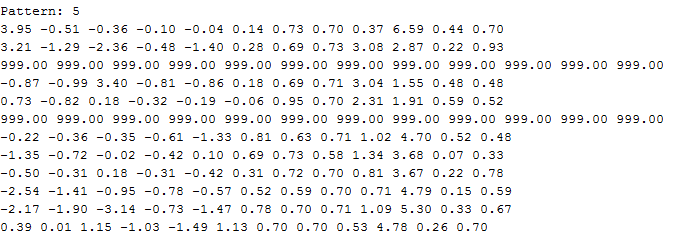 Pattern: 5
3.95 -0.51 -0.36 -0.10 -0.04 0.14 0.73 0.70 0.37 6.59 0.44 0.70
3.21 -1.29 -2.36 -0.48 -1.40 0.28 0.69 0.73 3.08 2.87 0.22 0.93
999.00 999.00 999.00 999.00 999.00 999.00 999.00 999.00 999.00 999.00 999.00 999.00
-0.87 -0.99 3.40 -0.81 -0.86 0.18 0.69 0.71 3.04 1.55 0.48 0.48
0.73 -0.82 0.18 -0.32 -0.19 -0.06 0.95 0.70 2.31 1.91 0.59 0.52
999.00 999.00 999.00 999.00 999.00 999.00 999.00 999.00 999.00 999.00 999.00 999.00
-0.22 -0.36 -0.35 -0.61 -1.33 0.81 0.63 0.71 1.02 4.70 0.52 0.48
-1.35 -0.72 -0.02 -0.42 0.10 0.69 0.73 0.58 1.34 3.68 0.07 0.33
-0.50 -0.31 0.18 -0.31 -0.42 0.31 0.72 0.70 0.81 3.67 0.22 0.78
-2.54 -1.41 -0.95 -0.78 -0.57 0.52 0.59 0.70 0.71 4.79 0.15 0.59
-2.17 -1.90 -3.14 -0.73 -1.47 0.78 0.70 0.71 1.09 5.30 0.33 0.67
0.39 0.01 1.15 -1.03 -1.49 1.13 0.70 0.70 0.53 4.78 0.26 0.70